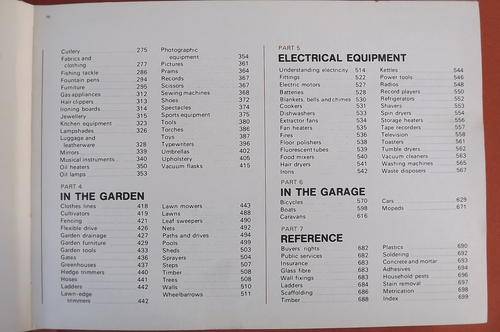 Cutlery 275
Fabrics and
clothing 277
Fishing tackle 286
Fountain pens 294
Furniture 295
Gas appliances 312
Hair clippers 313
Ironing boards 314
Jewellery 315
Kitchen equipment 323
Lampshades 326
Luggage and
leatherware 328
Mirrors 339
Musical instruments 340
Oil heaters 350
Oil lamps 353
Photographic
equipment 354
Pictures 361
Prams 364
Records 367
Scissors 367
Sewing machines 368
Shoes 372
Spectacles 374
Sports equipment 375
Tools 380
Torches 386
Toys 387
Typewriters 396
Umbrellas 402
Upholstery 405
Vacuum flasks 415
PART 4
IN THE GARDEN
Clothes lines 418
Cultivators 419
Fencing 421
Flexible drive 426
Garden drainage 427
Garden furniture 429
Garden tools 433
Gates 436
Greenhouses 437
Hedge trimmers 440
Hoses 441
Ladders 442
Lawn-edge
trimmers 442
Lawn mowers 443
Lawns 488
Leaf sweepers 490
Nets 492
Paths and drives 494
Pools 499
Sheds 503
Sprayers 504
Steps 507
Timber 508
Trees 508
Walls 510
Wheelbarrows 511
PART 5
ELECTRICAL EQUIPMENT
Understanding electricity 514
Fittings 522
Electric motors 527
Batteries 528
Blankets, bells and chimes 530
Cookers 531
Dishwashers 533
Extractor fans 534
Fan heaters 535
Fires 536
Floor polishers 538
Fluorescent tubes 539
Food mixers 540
Hair dryers 541
Irons 542
Kettles 544
Power tools 546
Radios 548
Record players 550
Refrigerators 552
Shavers 553
Spin dryers 554
Storage heaters 556
Tape recorders 557
Television 558
Toasters 561
Tumble dryers 562
Vacuum cleaners 563
Washing machines 565
Waste disposers 567
PART 6
IN THE GARAGE
Bicycles 570
Boats 598
Caravans 616
Cars 629
Mopeds 671
PART 7
REFERENCE
Buyers' rights 682
Public services 682
Insurance 683
Glass fibre 683
Wall fixings 683
Ladders 684
Scaffolding 686
Timber 688
Plastics 690
Soldering 692
Concrete and mortar 693
Adhesives 694
Household pests 696
Stain removal 697
Metrication 698
Index 699